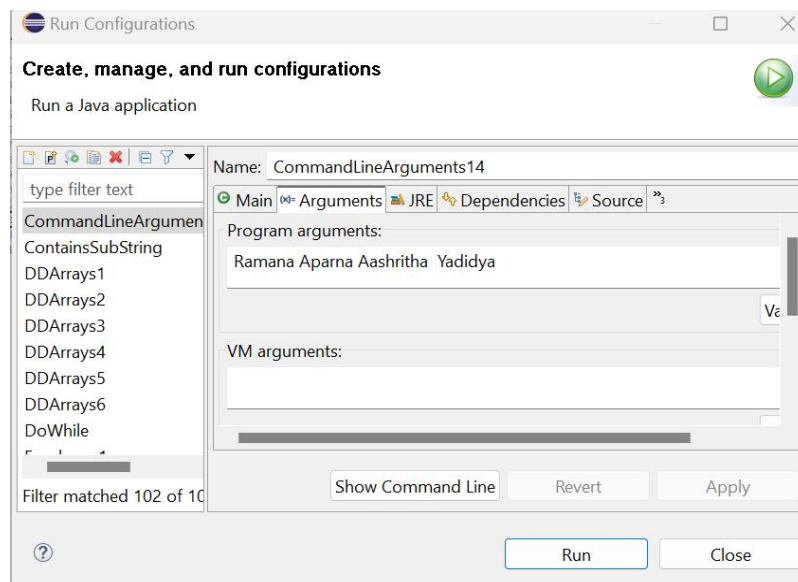 Run Configurations
Create, manage, and run configurations
Run a Java application
type filter text
CommandLineArgumen
ContainsSubString
DDArrays1
DDArrays2
DDArrays3
DDArrays4
DDArrays5
DDArrays6
DoWhile
Filter matched 102 of 10
Name: CommandLineArguments14
Main (x)= Arguments JRE Dependencies Source »3
Program arguments:
Ramana Aparna Aashritha  Yadidya
Va
VM arguments:
Show Command Line Revert Apply
Run Close